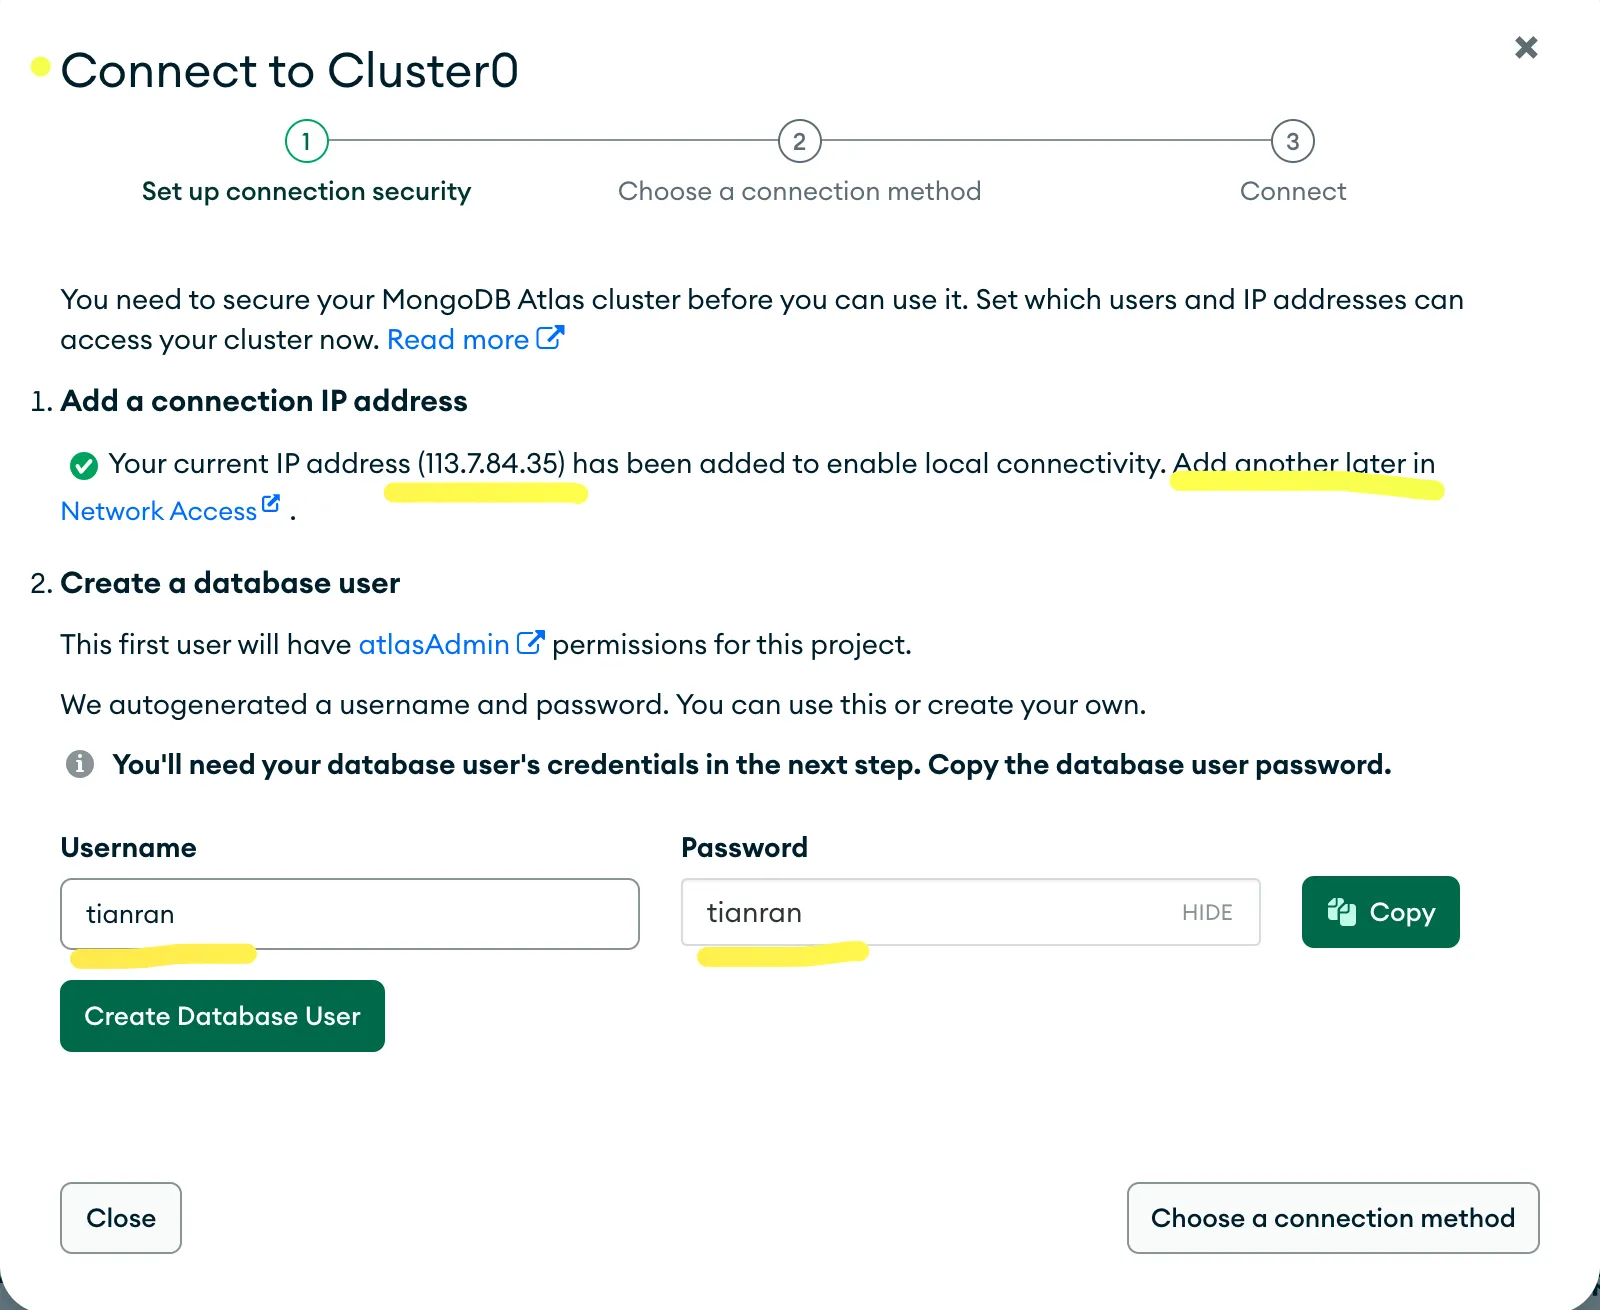 Connect to Cluster0
1
2
3
Set up connection security
Choose a connection method
Connect
You need to secure your MongoDB Atlas cluster before you can use it. Set which users and IP addresses can
access your cluster now. Read more
1. Add a connection IP address
Your current IP address (113.7.84.35) has been added to enable local connectivity. Add another later in
Network Access .
2. Create a database user
This first user will have atlasAdmin permissions for this project.
We autogenerated a username and password. You can use this or create your own.
You'll need your database user's credentials in the next step. Copy the database user password.
Username
Password
tianran
tianran
HIDE
Copy
Create Database User
Close
Choose a connection method